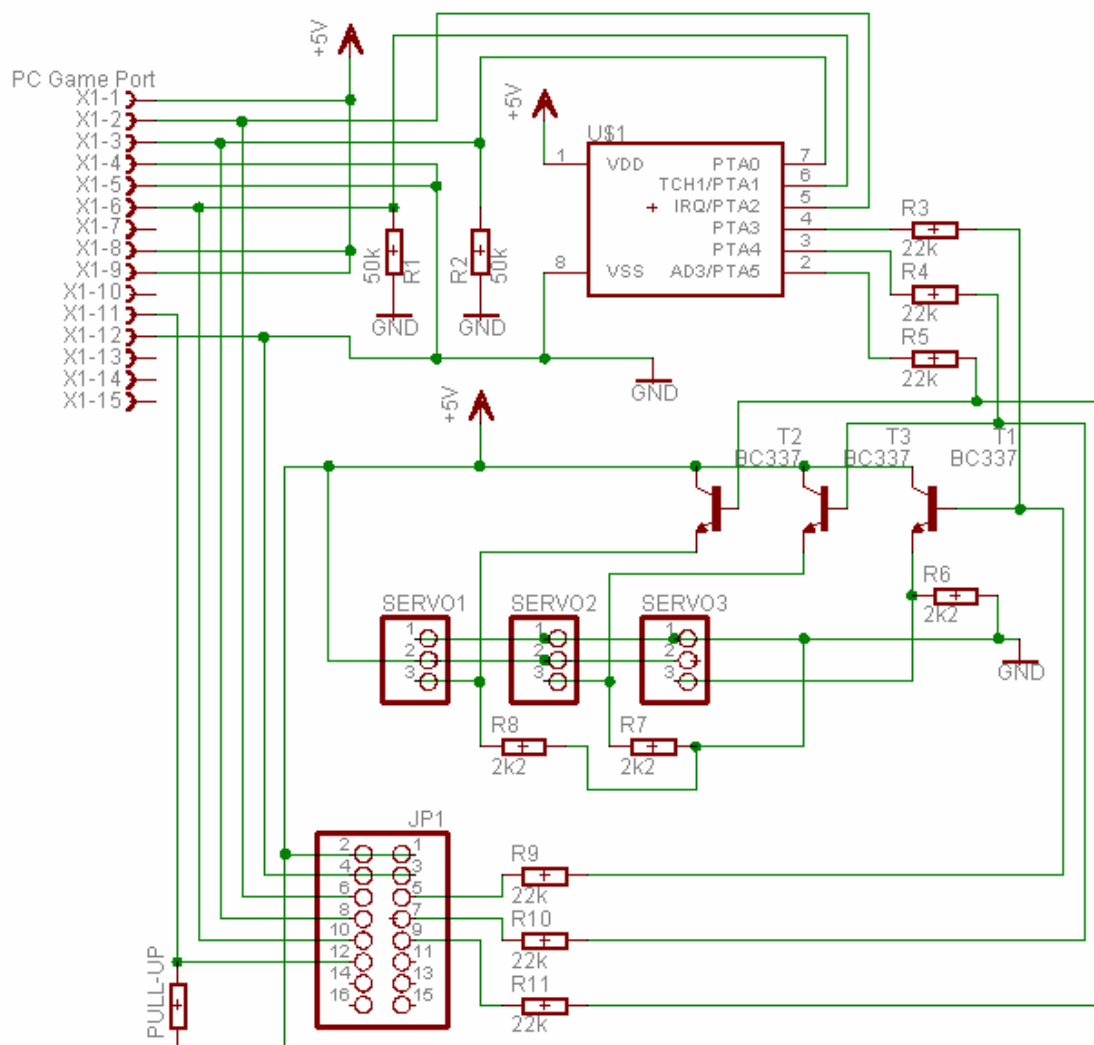 +5V
PC Game Port
X1-1
X1-2
X1-3
X1-4
X1-5
X1-6
X1-7
X1-8
X1-9
X1-10
X1-11
X1-12
X1-13
X1-14
X1-15
50k
R1
GND
R2
50k
GND
+5V
U$1
1 VDD PTA0 7
TCH1/PTA1 6
IRQ/PTA2 5
PTA3 4
PTA4 3
8 VSS AD3/PTA5 2
R3
22k
R4
22k
R5
22k
GND
+5V
T2
BC337
T3
BC337
T1
BC337
R6
2k2
GND
SERVO1
1
2
3
SERVO2
1
2
3
SERVO3
1
2
3
R8
2k2
R7
2k2
JP1
2 1
4 3
6 5
8 7
10 9
12 11
14 13
16 15
R9
22k
R10
22k
R11
22k
PULL-UP